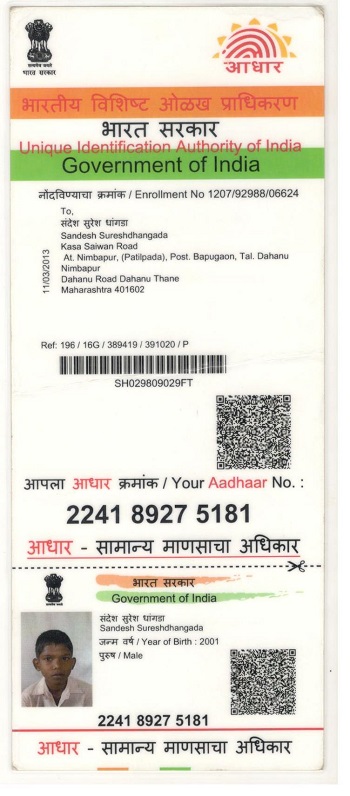 भारत सरकार
आधार
भारतीय विशिष्ट ओळख प्राधिकरण
भारत सरकार
Unique Identification Authority of India
Government of India
नोंदविण्याचा क्रमांक / Enrollment No 1207/92988/06624
To,
संदेश सुरेश धांगडा
Sandesh Sureshdhangada
Kasa Saiwan Road
At. Nimbapur, (Patilpada), Post. Bapugaon, Tal. Dahanu
Nimbapur
Dahanu Road Dahanu Thane
Maharashtra 401602
11/03/2013
Ref: 196 / 16G / 389419 / 391020 / P
SH029809029FT
आपला आधार क्रमांक / Your Aadhaar No. :
2241 8927 5181
आधार - सामान्य माणसाचा अधिकार
भारत सरकार
Government of India
संदेश सुरेश धांगडा
Sandesh Sureshdhangada
जन्म वर्ष / Year of Birth : 2001
पुरुष / Male
2241 8927 5181
आधार - सामान्य माणसाचा अधिकार